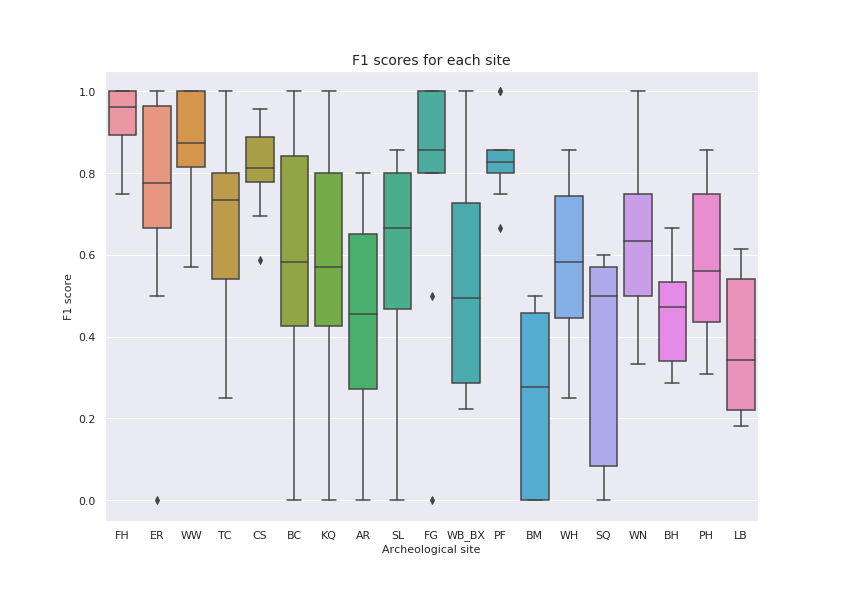 F1 scores for each site
1.0
0.8
0.6
0.4
0.2
0.0
F1 score
FH ER WW TC CS BC KQ AR SL FG WB_BX PF BM WH SQ WN BH PH LB
Archeological site